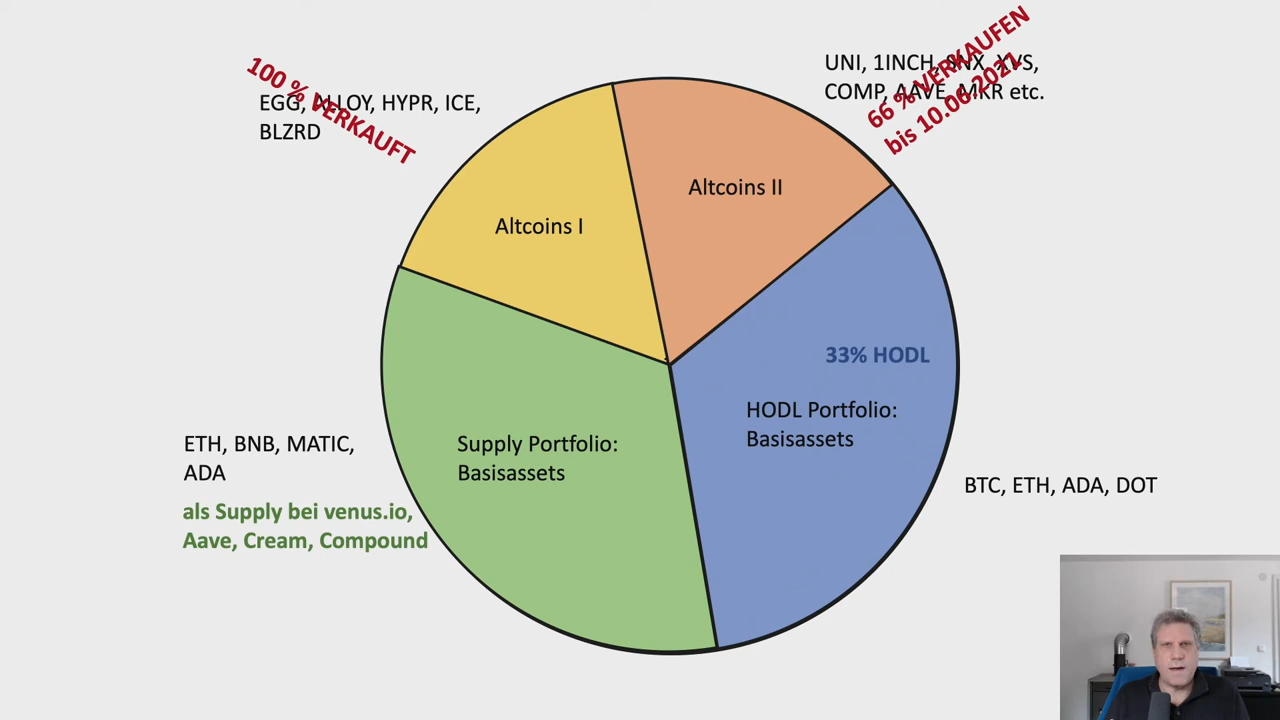 100 % VERKAUFT
EGG, XLLOY, HYPR, ICE,
BLZRD
66 % VERKAUFEN
bis 10.06.2021
UNI, 1INCH, SNX, XVS,
COMP, AAVE, MKR etc.
Altcoins I
Altcoins II
33% HODL
HODL Portfolio:
Basisassets
Supply Portfolio:
Basisassets
ETH, BNB, MATIC,
ADA
als Supply bei venus.io,
Aave, Cream, Compound
BTC, ETH, ADA, DOT